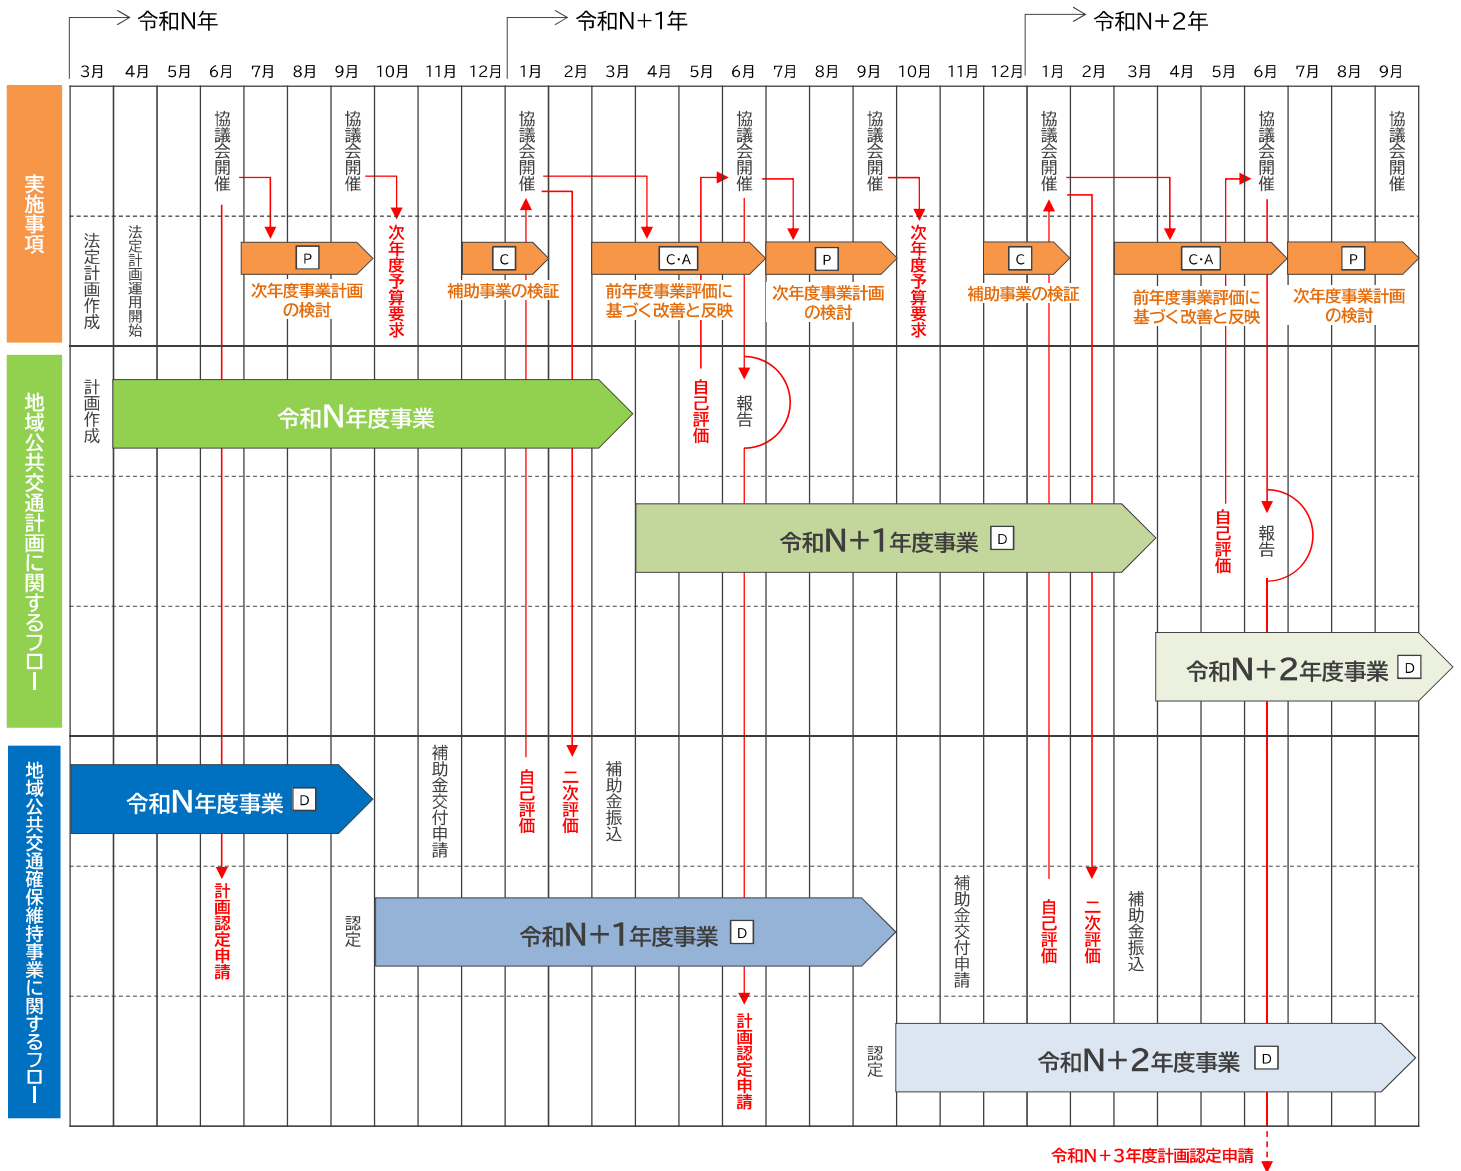 令和N年
令和N+1年
令和N+2年
3月 4月 5月 6月 7月 8月 9月 10月 11月 12月 1月 2月 3月 4月 5月 6月 7月 8月 9月 10月 11月 12月 1月 2月 3月 4月 5月 6月 7月 8月 9月
実施事項
協議会開催
協議会開催
協議会開催
協議会開催
協議会開催
協議会開催
協議会開催
協議会開催
法定計画作成
法定計画運用開始
P
次年度事業計画
の検討
次年度予算要求
C
補助事業の検証
C・A
前年度事業評価に
基づく改善と反映
P
次年度事業計画
の検討
次年度予算要求
C
補助事業の検証
C・A
前年度事業評価に
基づく改善と反映
P
次年度事業計画
の検討
地域公共交通計画に関するフロー
計画作成
令和N年度事業
自己評価
報告
令和N+1年度事業 D
自己評価
報告
令和N+2年度事業 D
地域公共交通確保維持事業に関するフロー
令和N年度事業 D
補助金交付申請
自己評価
二次評価
補助金振込
計画認定申請
認定
令和N+1年度事業 D
補助金交付申請
自己評価
二次評価
補助金振込
計画認定申請
認定
令和N+2年度事業 D
令和N+3年度計画認定申請